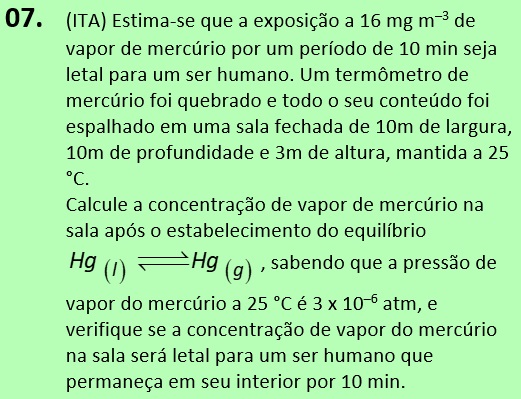 07. (ITA) Estima-se que a exposição a 16 mg m⁻³ de
vapor de mercúrio por um período de 10 min seja
letal para um ser humano. Um termômetro de
mercúrio foi quebrado e todo o seu conteúdo foi
espalhado em uma sala fechada de 10m de largura,
10m de profundidade e 3m de altura, mantida a 25
°C.
Calcule a concentração de vapor de mercúrio na
sala após o estabelecimento do equilíbrio
Hg (l) ⇌ Hg (g) , sabendo que a pressão de
vapor do mercúrio a 25 °C é 3 x 10⁻⁶ atm, e
verifique se a concentração de vapor do mercúrio
na sala será letal para um ser humano que
permaneça em seu interior por 10 min.